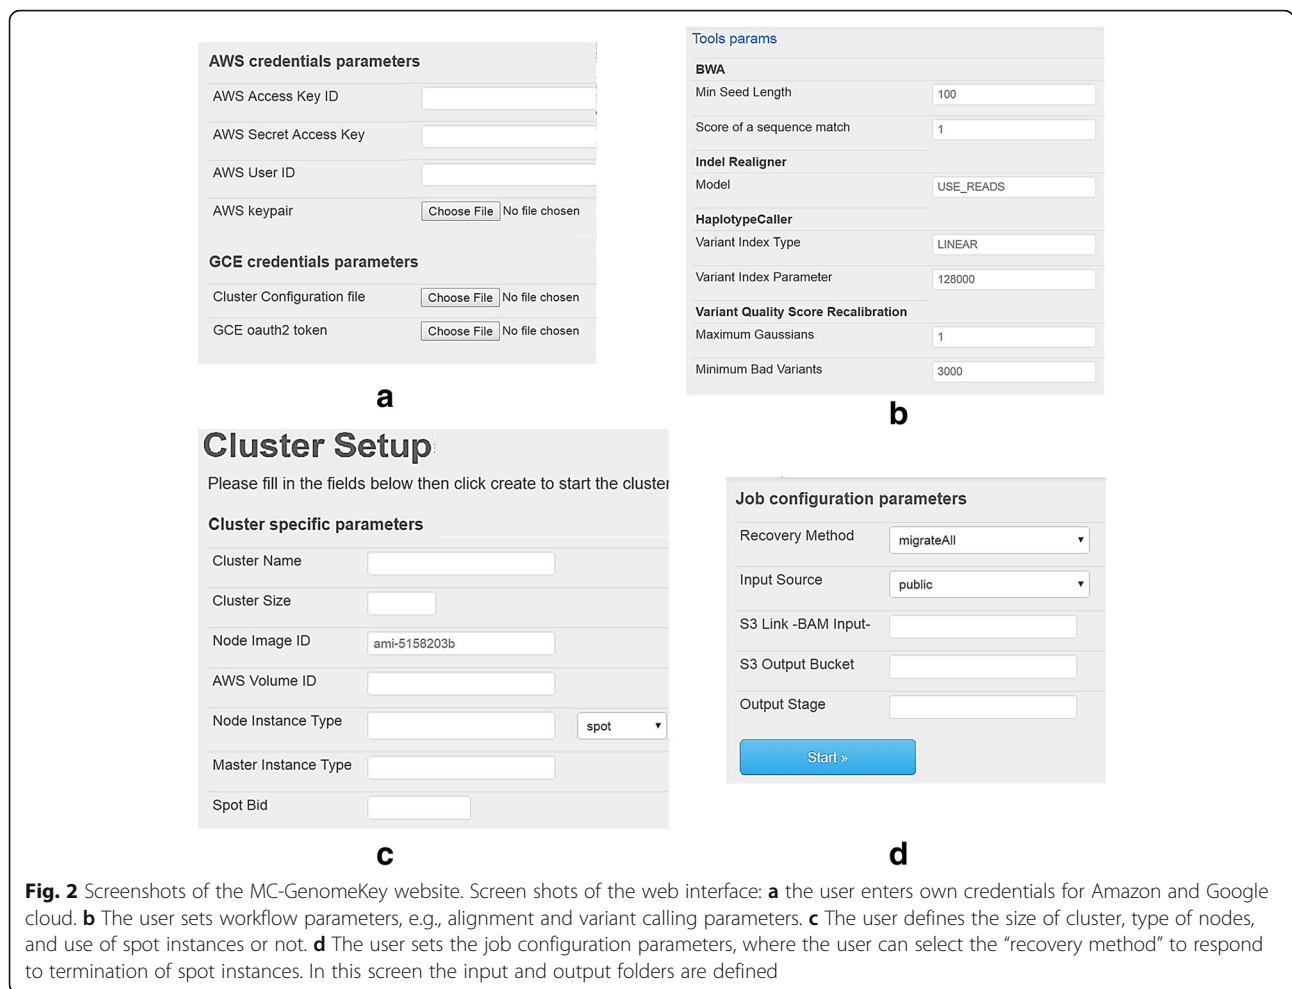 AWS credentials parameters
AWS Access Key ID
AWS Secret Access Key
AWS User ID
AWS keypair Choose File No file chosen
GCE credentials parameters
Cluster Configuration file Choose File No file chosen
GCE oauth2 token Choose File No file chosen
a
Tools params
BWA
Min Seed Length 100
Score of a sequence match 1
Indel Realigner
Model USE_READS
HaplotypeCaller
Variant Index Type LINEAR
Variant Index Parameter 128000
Variant Quality Score Recalibration
Maximum Gaussians 1
Minimum Bad Variants 3000
b
Cluster Setup
Please fill in the fields below then click create to start the cluster
Cluster specific parameters
Cluster Name
Cluster Size
Node Image ID ami-5158203b
AWS Volume ID
Node Instance Type spot
Master Instance Type
Spot Bid
c
Job configuration parameters
Recovery Method migrateAll
Input Source public
S3 Link -BAM Input-
S3 Output Bucket
Output Stage
Start »
d
Fig. 2 Screenshots of the MC-GenomeKey website. Screen shots of the web interface: a the user enters own credentials for Amazon and Google
cloud. b The user sets workflow parameters, e.g., alignment and variant calling parameters. c The user defines the size of cluster, type of nodes,
and use of spot instances or not. d The user sets the job configuration parameters, where the user can select the “recovery method” to respond
to termination of spot instances. In this screen the input and output folders are defined